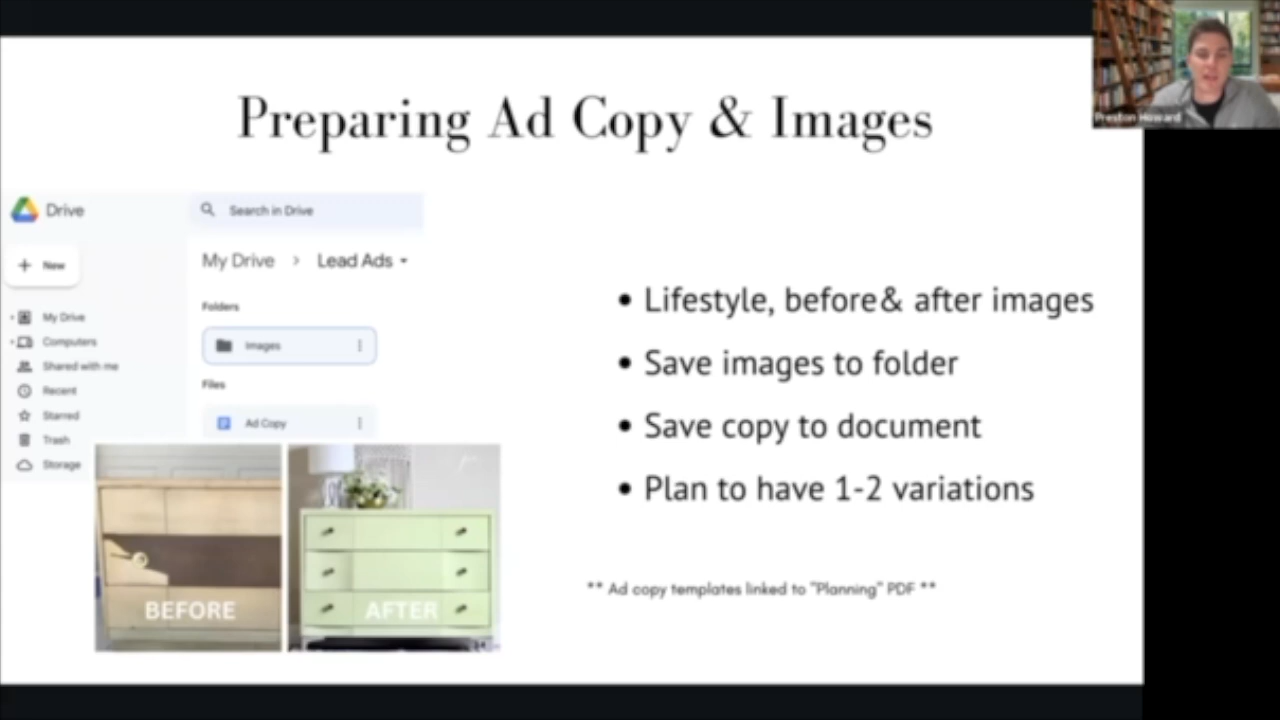 Preston Howard
Preparing Ad Copy & Images
Drive
Search in Drive
New
My Drive > Lead Ads
Folders
My Drive
Images
Computers
Shared with me
Files
Recent
Starred
Ad Copy
Trash
Storage
BEFORE
AFTER
• Lifestyle, before& after images
• Save images to folder
• Save copy to document
• Plan to have 1-2 variations
** Ad copy templates linked to "Planning" PDF **